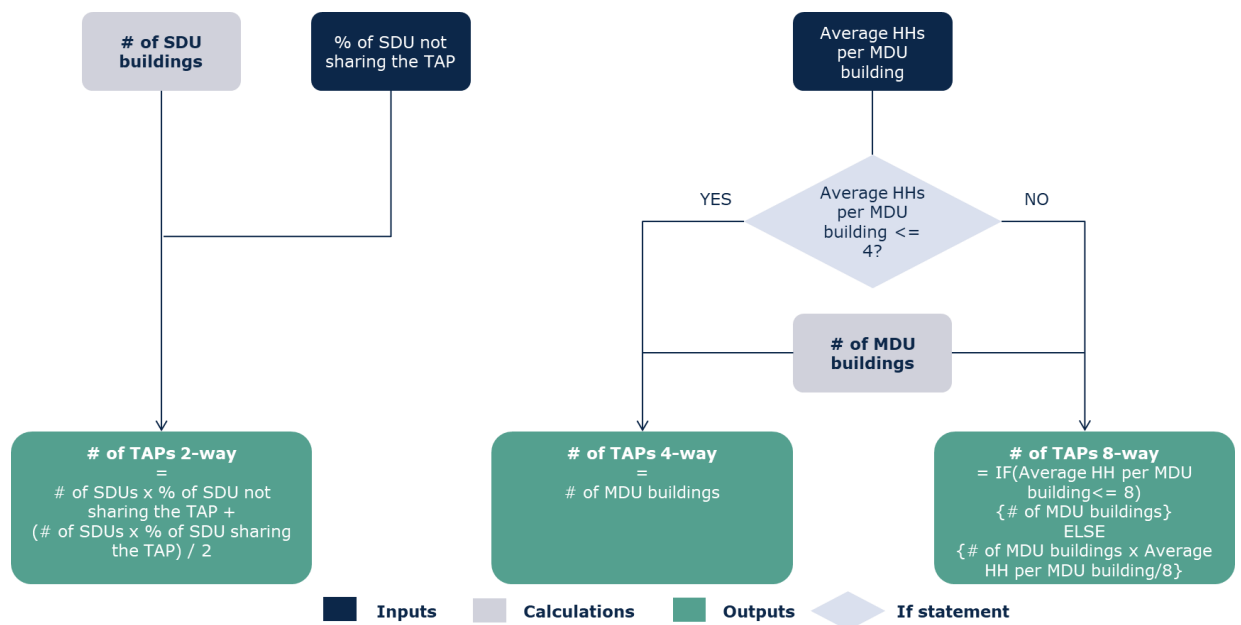 # of SDU
buildings
% of SDU not
sharing the TAP
Average HHs
per MDU
building
Average HHs
per MDU
building <=
4?
YES
NO
# of MDU
buildings
# of TAPs 2-way
=
# of SDUs x % of SDU not
sharing the TAP +
(# of SDUs x % of SDU sharing
the TAP) / 2
# of TAPs 4-way
=
# of MDU buildings
# of TAPs 8-way
= IF(Average HH per MDU
building<= 8)
{# of MDU buildings}
ELSE
{# of MDU buildings x Average
HH per MDU building/8}
Inputs
Calculations
Outputs
If statement